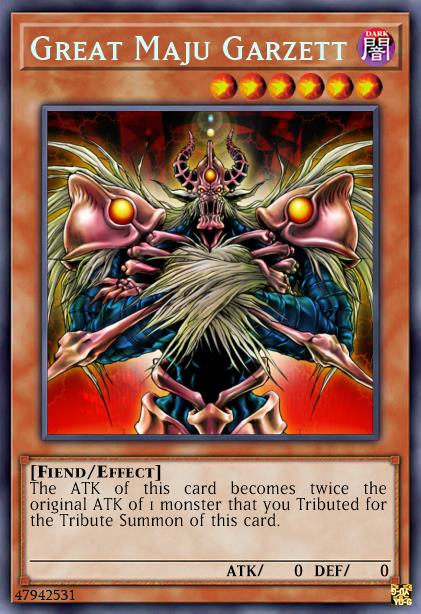 GREAT MAJU GARZETT
DARK
闇
[FIEND/EFFECT]
The ATK of this card becomes twice the
original ATK of 1 monster that you Tributed for
the Tribute Summon of this card.
ATK/ 0 DEF/ 0
47942531